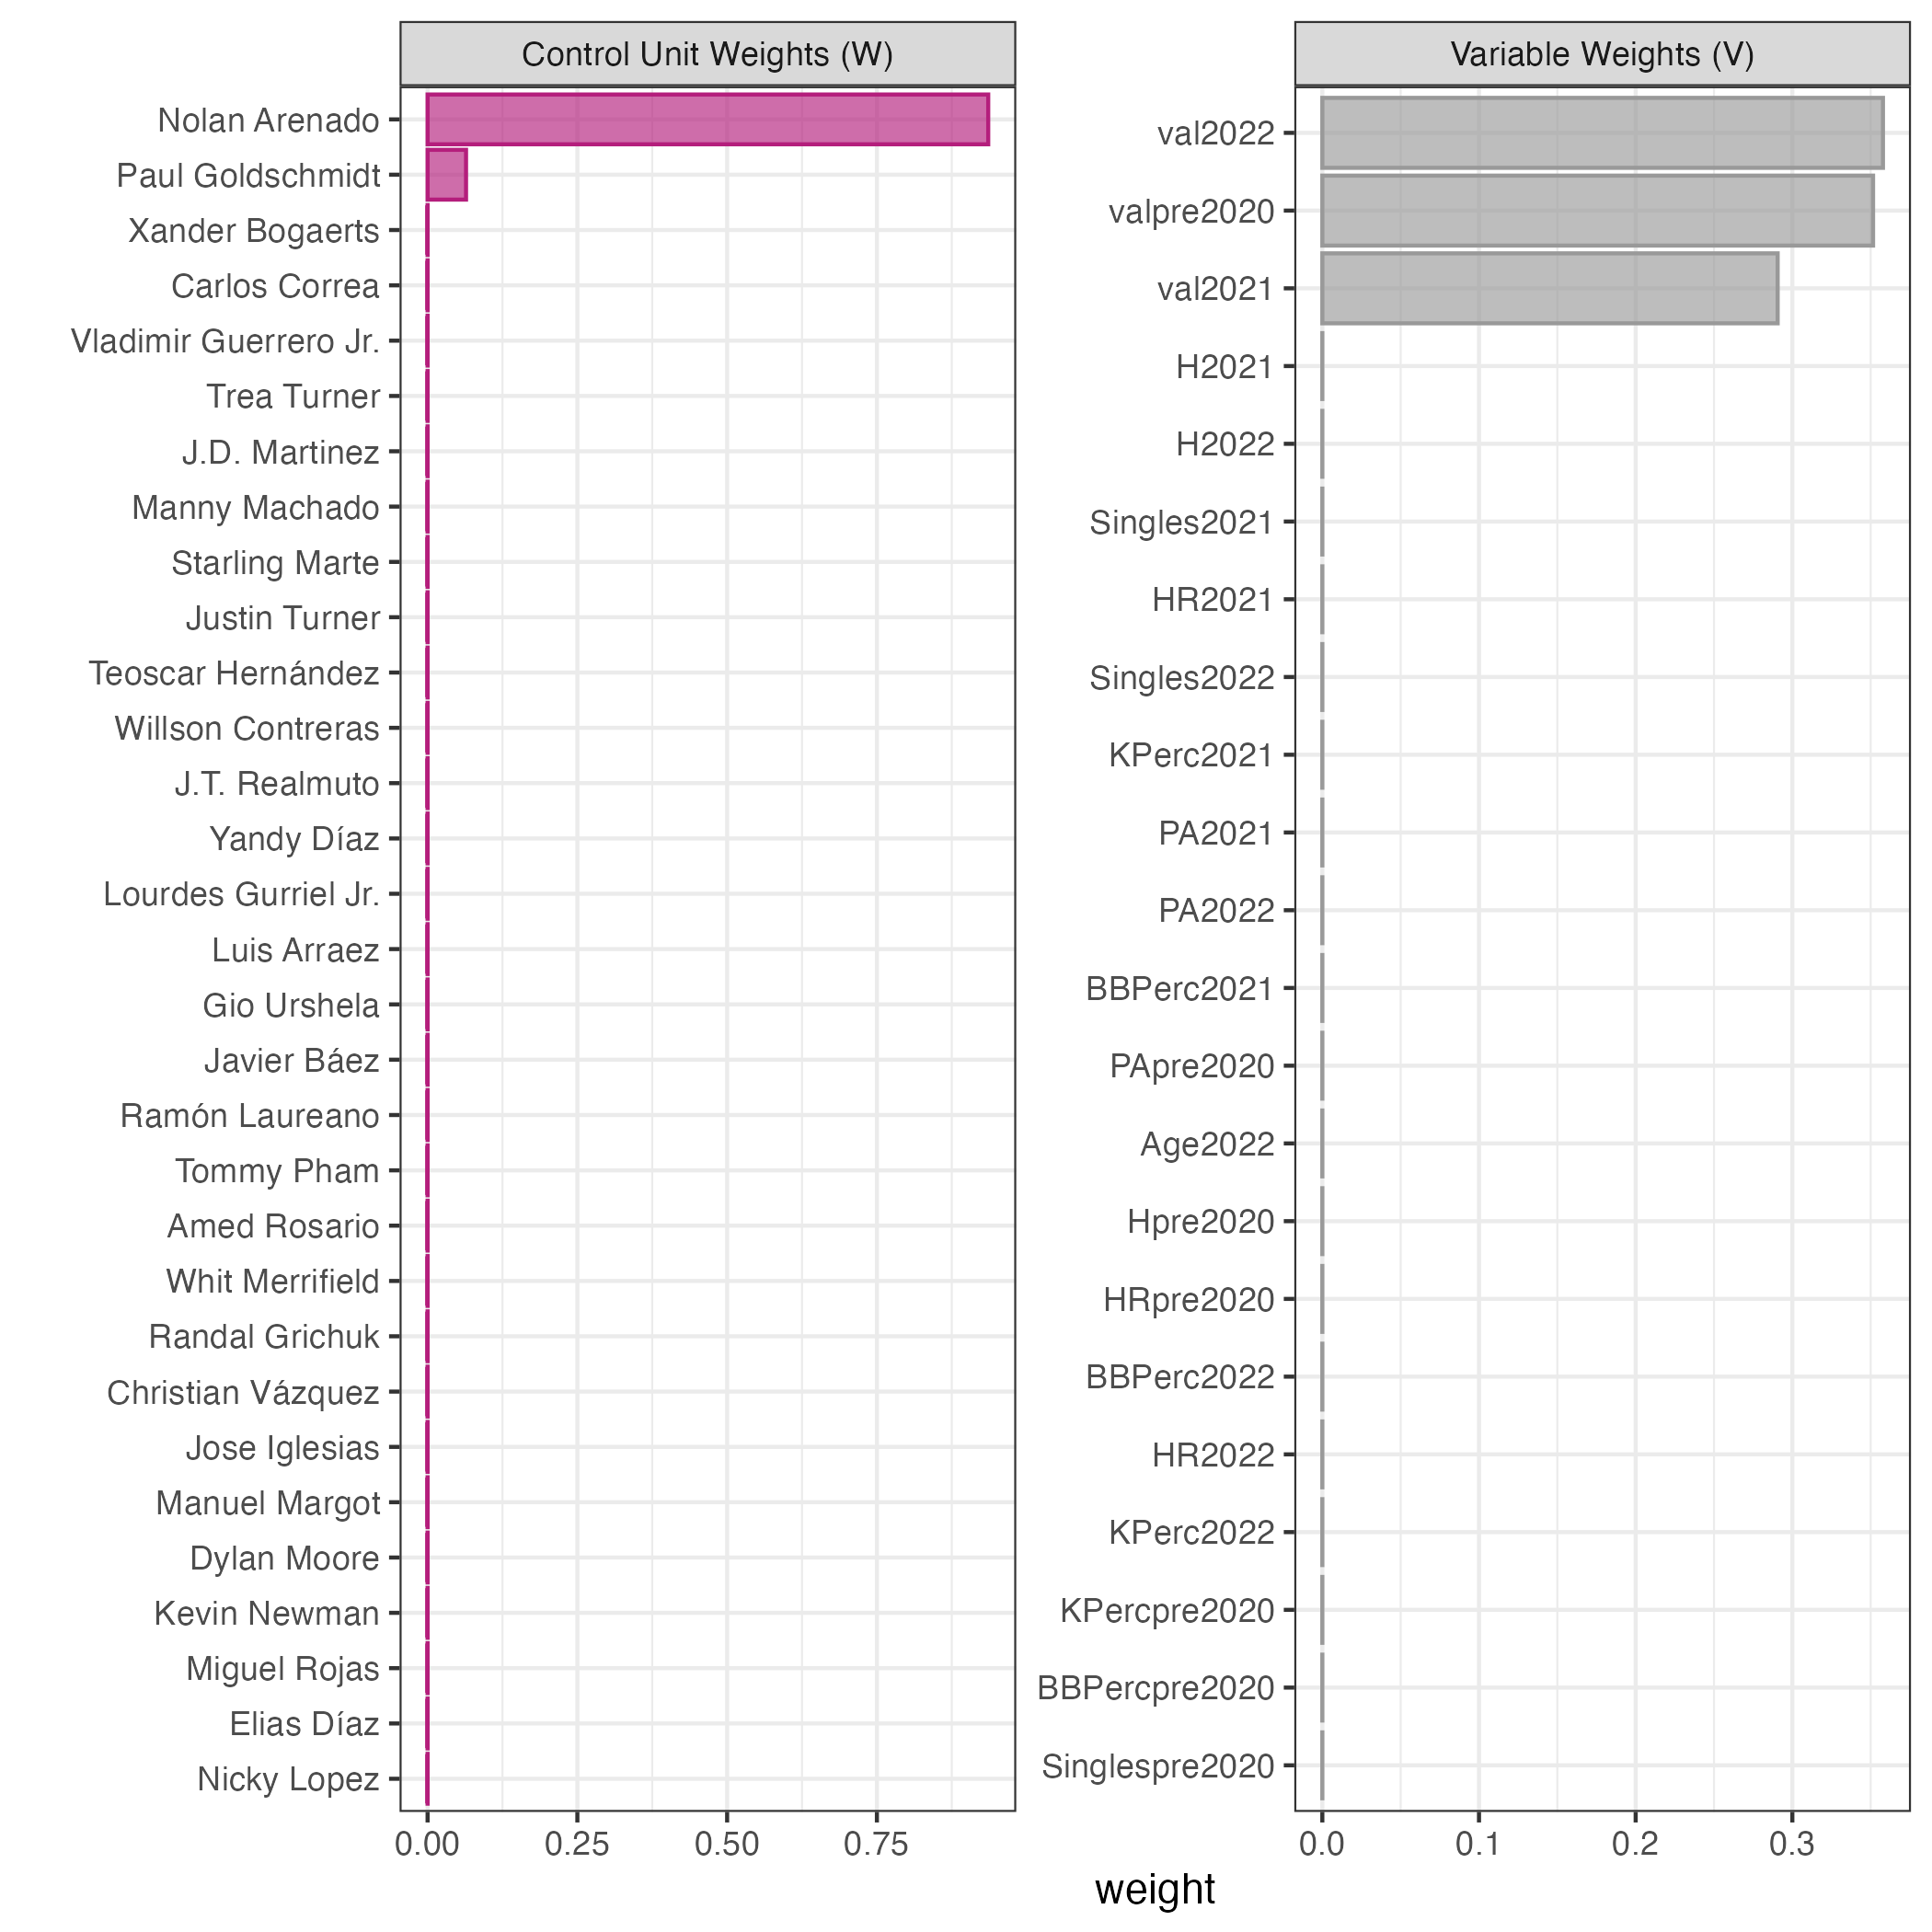 Control Unit Weights (W)
Nolan Arenado
Paul Goldschmidt
Xander Bogaerts
Carlos Correa
Vladimir Guerrero Jr.
Trea Turner
J.D. Martinez
Manny Machado
Starling Marte
Justin Turner
Teoscar Hernández
Willson Contreras
J.T. Realmuto
Yandy Díaz
Lourdes Gurriel Jr.
Luis Arraez
Gio Urshela
Javier Báez
Ramón Laureano
Tommy Pham
Amed Rosario
Whit Merrifield
Randal Grichuk
Christian Vázquez
Jose Iglesias
Manuel Margot
Dylan Moore
Kevin Newman
Miguel Rojas
Elias Díaz
Nicky Lopez
0.00 0.25 0.50 0.75
Variable Weights (V)
val2022
valpre2020
val2021
H2021
H2022
Singles2021
HR2021
Singles2022
KPerc2021
PA2021
PA2022
BBPerc2021
PApre2020
Age2022
Hpre2020
HRpre2020
BBPerc2022
HR2022
KPerc2022
KPercpre2020
BBPercpre2020
Singlespre2020
0.0 0.1 0.2 0.3
weight